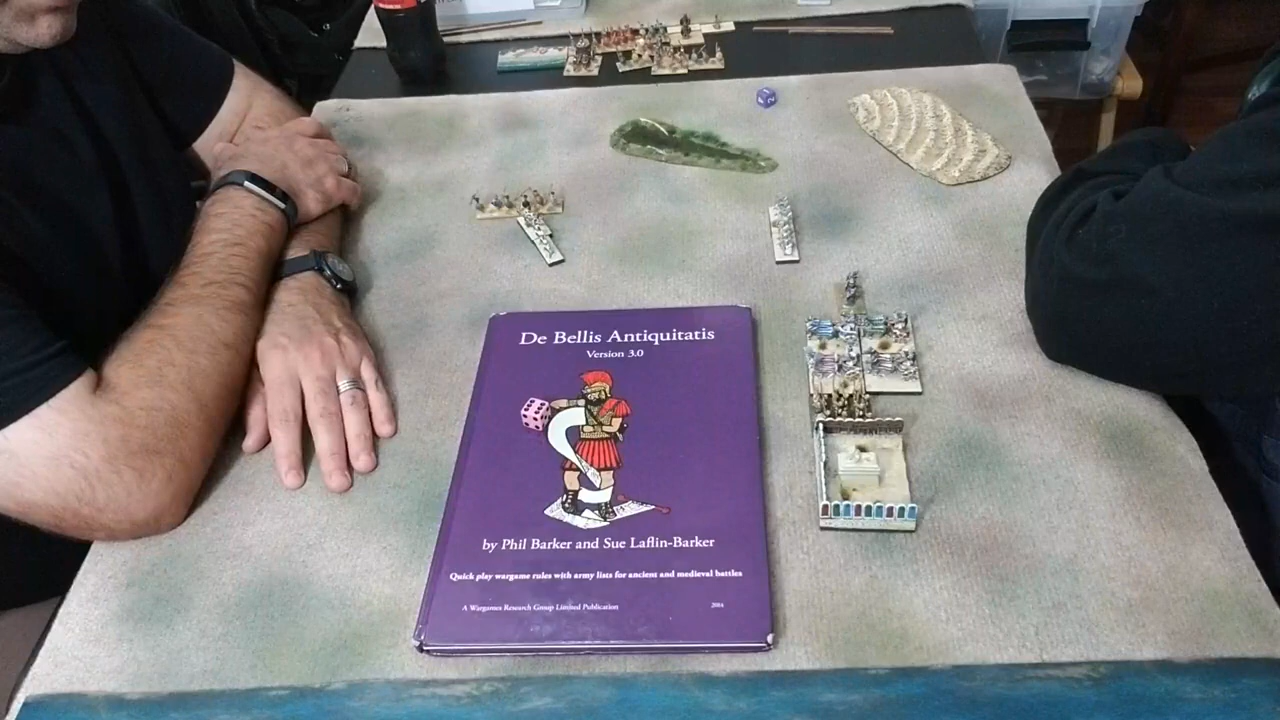 De Bellis Antiquitatis
Version 3.0
by Phil Barker and Sue Laflin-Barker
Quick play wargame rules with army lists for ancient and medieval battles
A Wargames Research Group Limited Publication
2014